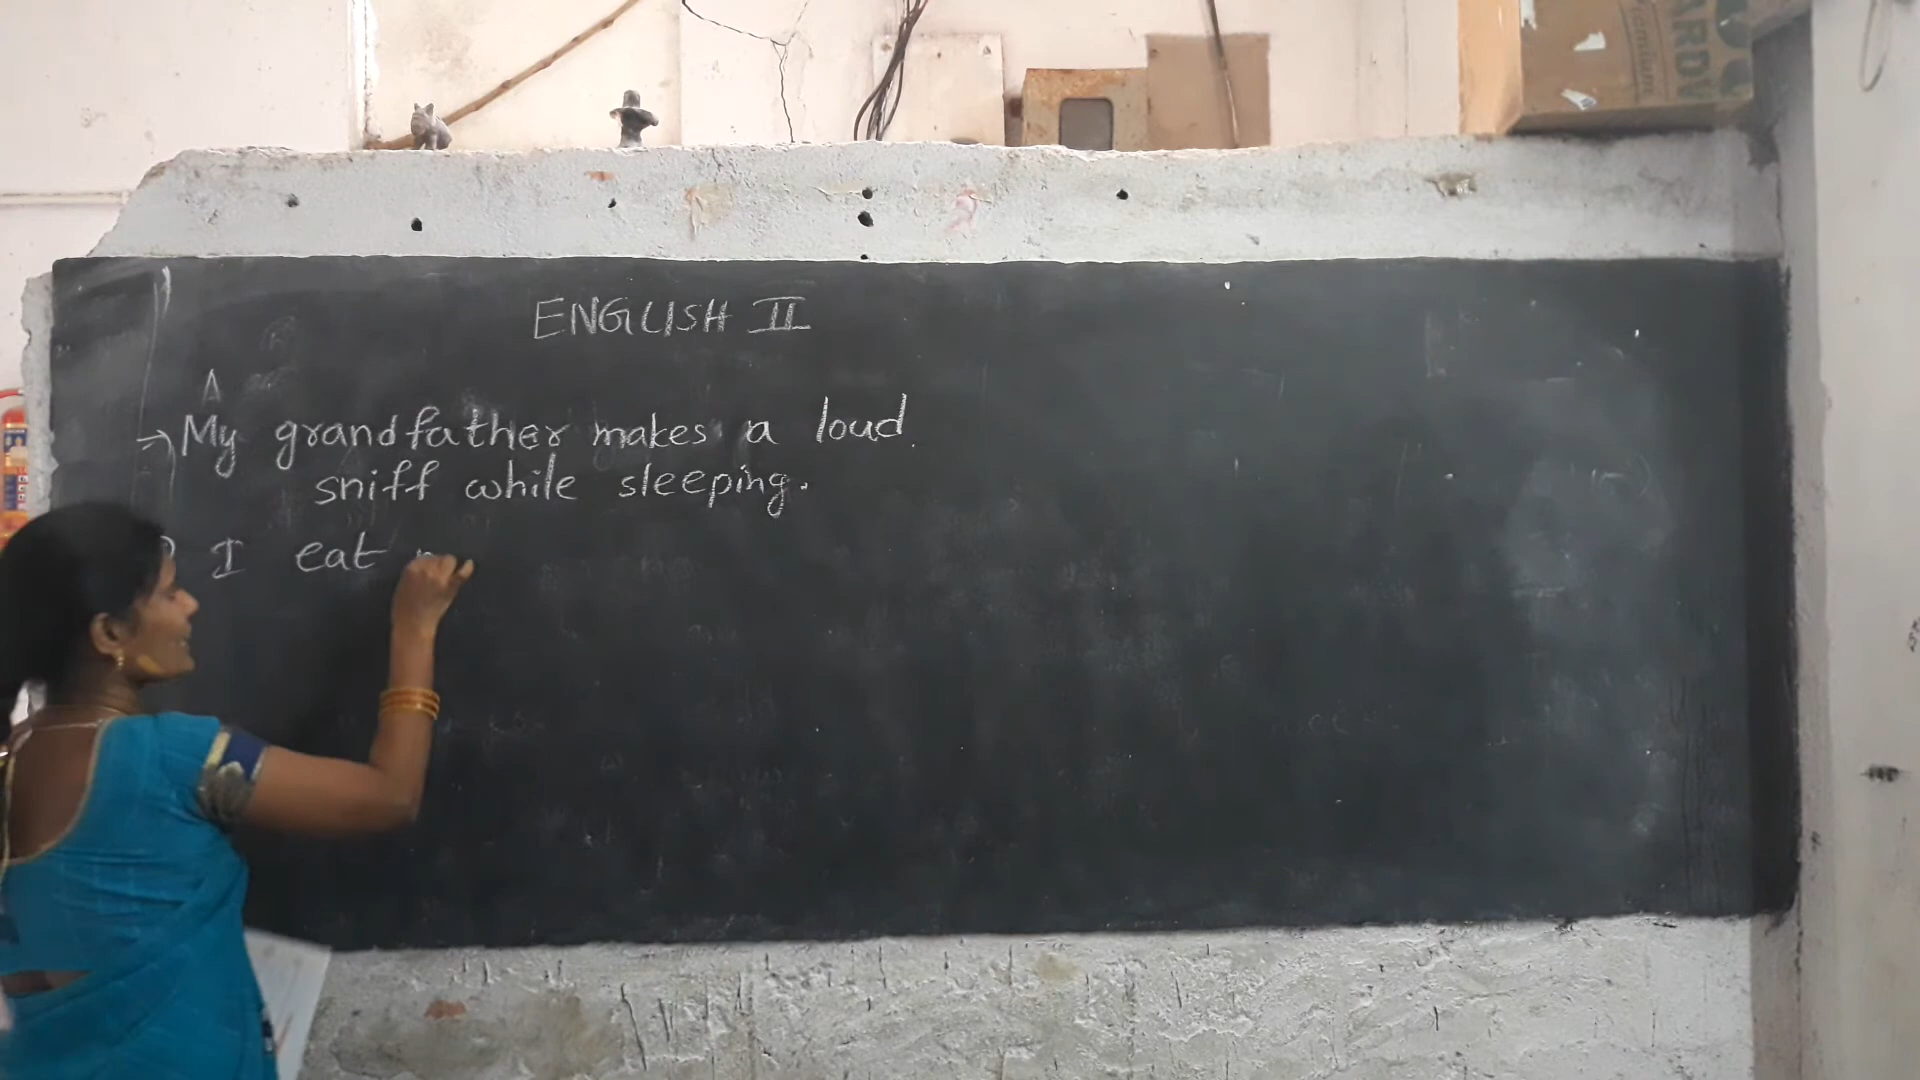 ENGLISH II
A
→ My grandfather makes a loud
sniff while sleeping.
I eat